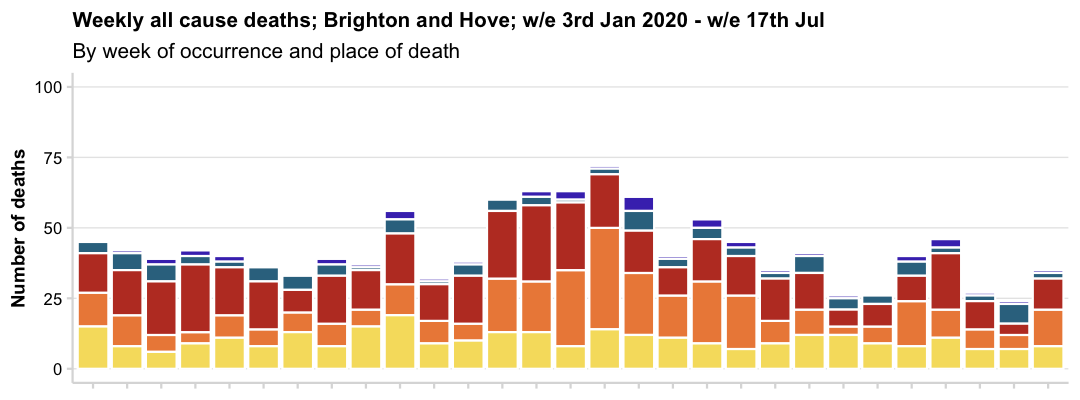 Weekly all cause deaths; Brighton and Hove; w/e 3rd Jan 2020 - w/e 17th Jul
By week of occurrence and place of death
100
75
50
25
0
Number of deaths